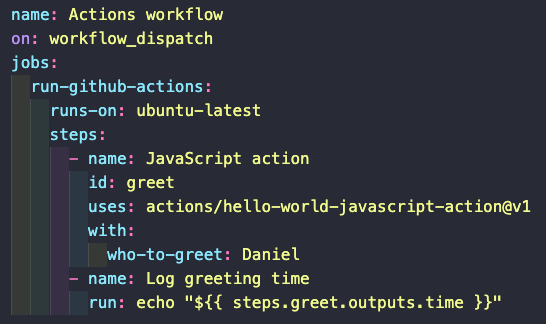 name: Actions workflow
on: workflow_dispatch
jobs:
  run-github-actions:
    runs-on: ubuntu-latest
    steps:
      - name: JavaScript action
        id: greet
        uses: actions/hello-world-javascript-action@v1
        with:
          who-to-greet: Daniel
      - name: Log greeting time
        run: echo "${{ steps.greet.outputs.time }}"